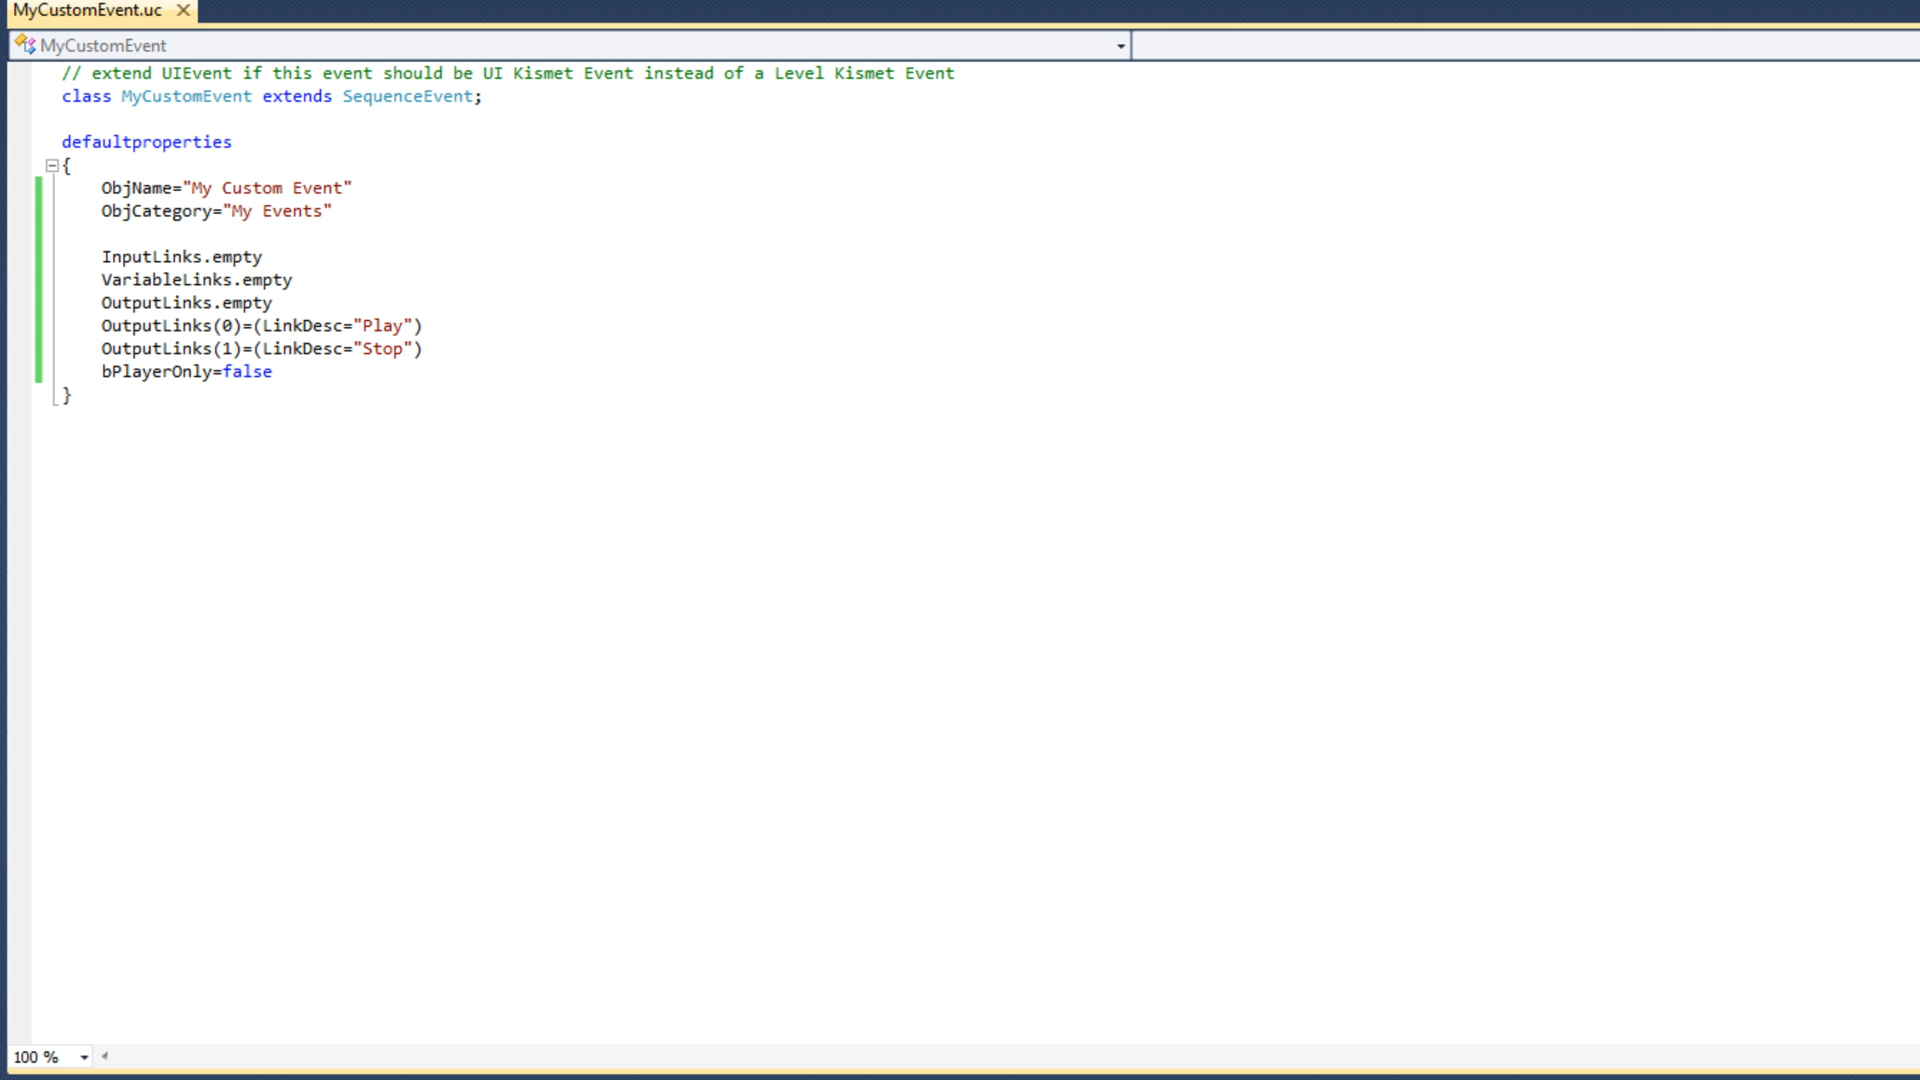 MyCustomEvent.uc
MyCustomEvent
// extend UIEvent if this event should be UI Kismet Event instead of a Level Kismet Event
class MyCustomEvent extends SequenceEvent;
defaultproperties
{
ObjName="My Custom Event"
ObjCategory="My Events"
InputLinks.empty
VariableLinks.empty
OutputLinks.empty
OutputLinks(0)=(LinkDesc="Play")
OutputLinks(1)=(LinkDesc="Stop")
bPlayerOnly=false
}
100 %